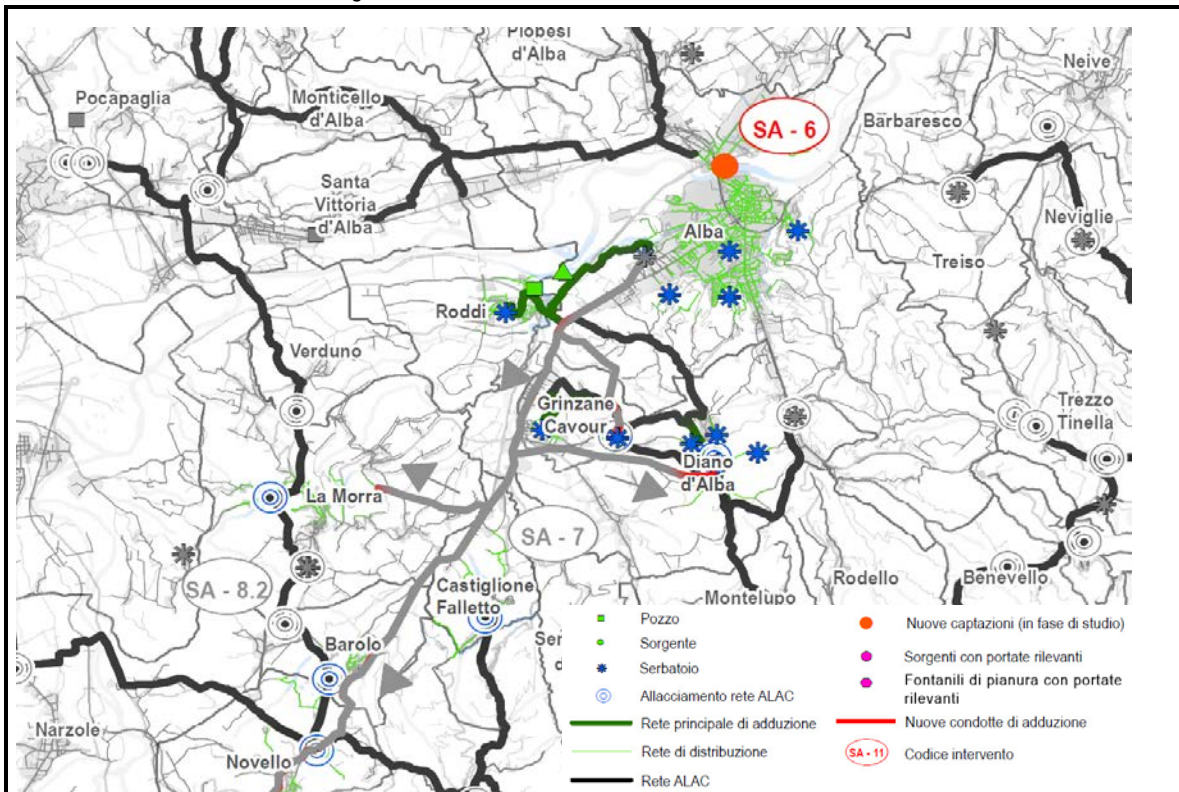 Piobesi
d'Alba
Neive
Pocapaglia
Monticello
d'Alba
SA - 6
Barbaresco
Santa
Vittoria
d'Alba
Alba
Neviglie
Treiso
Roddi
Verduno
Grinzane
Cavour
Trezzo
Tinella
Diano
d'Alba
La Morra
SA - 7
SA - 8.2
Castiglione
Falletto
Rodello
Benevello
Montelupo
Barolo
Narzole
Novello
Pozzo
Sorgente
Serbatoio
Allacciamento rete ALAC
Rete principale di adduzione
Rete di distribuzione
Rete ALAC
Nuove captazioni (in fase di studio)
Sorgenti con portate rilevanti
Fontanili di pianura con portate
rilevanti
Nuove condotte di adduzione
SA - 11
Codice intervento